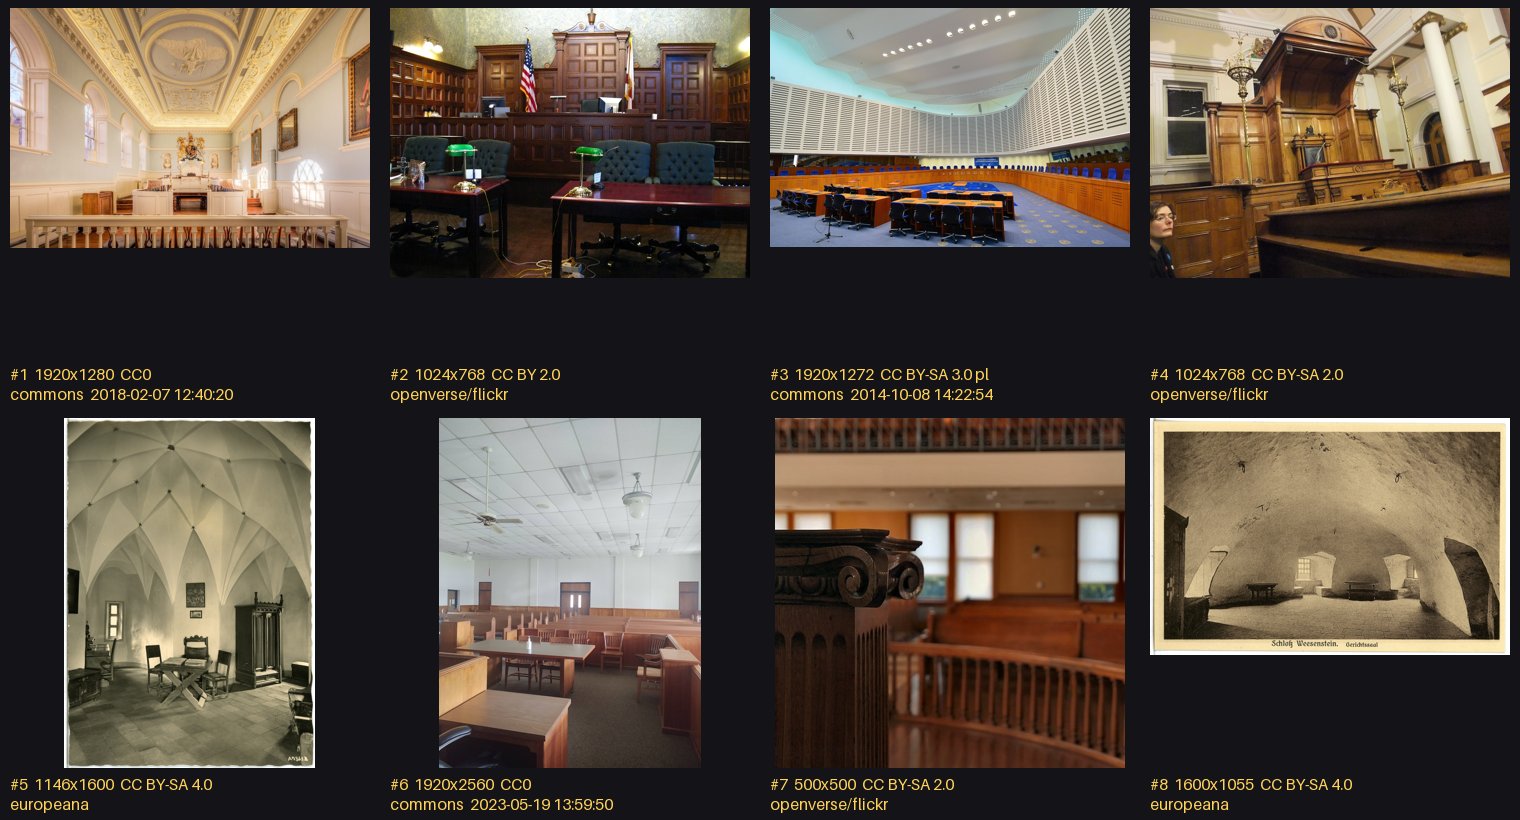 #1 1920x1280 CC0
commons 2018-02-07 12:40:20
#2 1024x768 CC BY 2.0
openverse/flickr
#3 1920x1272 CC BY-SA 3.0 pl
commons 2014-10-08 14:22:54
#4 1024x768 CC BY-SA 2.0
openverse/flickr
Schloß Weesenstein. Gerichtssaal
#5 1146x1600 CC BY-SA 4.0
europeana
#6 1920x2560 CC0
commons 2023-05-19 13:59:50
#7 500x500 CC BY-SA 2.0
openverse/flickr
#8 1600x1055 CC BY-SA 4.0
europeana